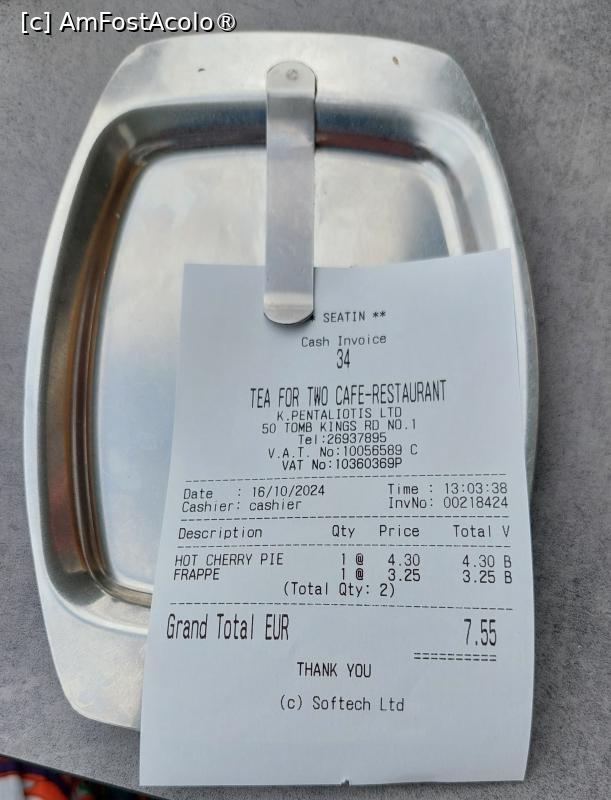 [c] AmFostAcolo®
* SEATIN **
Cash Invoice
34
TEA FOR TWO CAFE-RESTAURANT
K.PENTALIOTIS LTD
50 TOMB KINGS RD NO.1
Tel:26937895
V.A.T. No:10056589 C
VAT No:10360369P
Date : 16/10/2024 Time : 13:03:38
Cashier: cashier InvNo: 00218424
Description Qty Price Total V
HOT CHERRY PIE 1 @ 4.30 4.30 B
FRAPPE 1 @ 3.25 3.25 B
(Total Qty: 2)
Grand Total EUR 7.55
==========
THANK YOU
(c) Softech Ltd